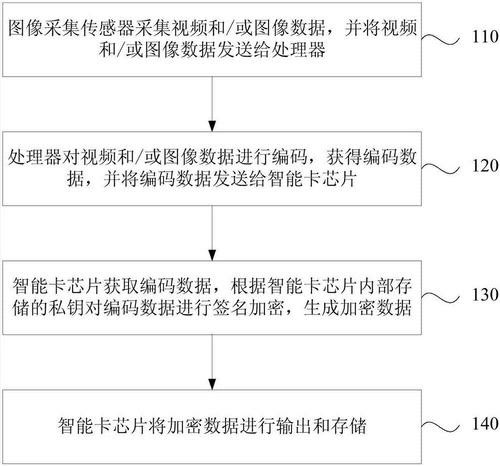 图像采集传感器采集视频和/或图像数据，并将视频
和/或图像数据发送给处理器
110
处理器对视频和/或图像数据进行编码，获得编码数
据，并将编码数据发送给智能卡芯片
120
智能卡芯片获取编码数据，根据智能卡芯片内部存
储的私钥对编码数据进行签名加密，生成加密数据
130
智能卡芯片将加密数据进行输出和存储
140